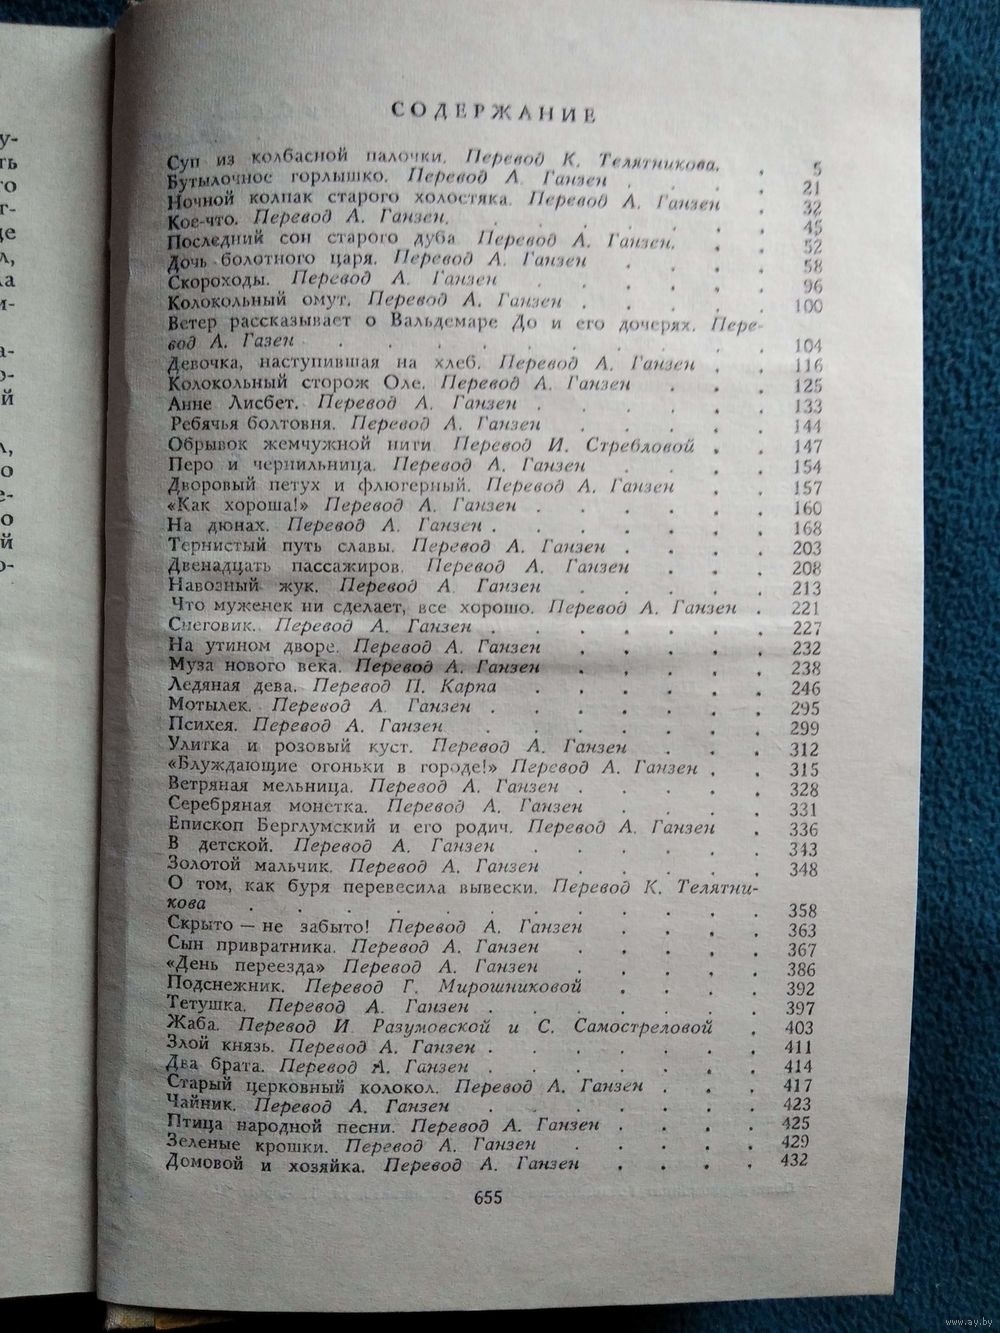 у-
ть
го
г-
це
л,
ла
и-
а-
о-
й
л,
о
е-
о
й
о-
СОДЕРЖАНИЕ
Суп из колбасной палочки. Перевод К. Телятникова. . 5
Бутылочное горлышко. Перевод А. Ганзен . . . . 21
Ночной колпак старого холостяка. Перевод А. Ганзен . 32
Кое-что. Перевод А. Ганзен. . . . . . . 45
Последний сон старого дуба. Перевод А. Ганзен. . . 52
Дочь болотного царя. Перевод А. Ганзен . . . . 58
Скороходы. Перевод А. Ганзен . . . . . . 96
Колокольный омут. Перевод А. Ганзен . . . . . 100
Ветер рассказывает о Вальдемаре До и его дочерях. Пере-
вод А. Газен . . . . . . . . . . 104
Девочка, наступившая на хлеб. Перевод А. Ганзен . . 116
Колокольный сторож Оле. Перевод А. Ганзен . . . 125
Анне Лисбет. Перевод А. Ганзен . . . . . . 133
Ребячья болтовня. Перевод А. Ганзен . . . . . 144
Обрывок жемчужной нити. Перевод И. Стребловой . . 147
Перо и чернильница. Перевод А. Ганзен . . . . 154
Дворовый петух и флюгерный. Перевод А. Ганзен . . 157
«Как хороша!» Перевод А. Ганзен . . . . . . 160
На дюнах. Перевод А. Ганзен . . . . . . . 168
Тернистый путь славы. Перевод А. Ганзен . . . . 203
Двенадцать пассажиров. Перевод А. Ганзен . . . 208
Навозный жук. Перевод А. Ганзен . . . . . 213
Что муженек ни сделает, все хорошо. Перевод А. Ганзен . 221
Снеговик. Перевод А. Ганзен . . . . . . . 227
На утином дворе. Перевод А. Ганзен . . . . . 232
Муза нового века. Перевод А. Ганзен . . . . . 238
Ледяная дева. Перевод П. Карпа . . . . . . 246
Мотылек. Перевод А. Ганзен . . . . . . . 295
Психея. Перевод А. Ганзен . . . . . . . 299
Улитка и розовый куст. Перевод А. Ганзен . . . 312
«Блуждающие огоньки в городе!» Перевод А. Ганзен . . 315
Ветряная мельница. Перевод А. Ганзен . . . . . 328
Серебряная монетка. Перевод А. Ганзен . . . . 331
Епископ Берглумский и его родич. Перевод А. Ганзен . 336
В детской. Перевод А. Ганзен . . . . . . 343
Золотой мальчик. Перевод А. Ганзен . . . . . 348
О том, как буря перевесила вывески. Перевод К. Телятни-
кова . . . . . . . . . . . 358
Скрыто — не забыто! Перевод А. Ганзен . . . . 363
Сын привратника. Перевод А. Ганзен . . . . . 367
«День переезда» Перевод А. Ганзен . . . . . 386
Подснежник. Перевод Г. Мирошниковой . . . . 392
Тетушка. Перевод А. Ганзен . . . . . . . 397
Жаба. Перевод И. Разумовской и С. Самостреловой . 403
Злой князь. Перевод А. Ганзен . . . . . . . 411
Два брата. Перевод А. Ганзен . . . . . . . 414
Старый церковный колокол. Перевод А. Ганзен . . . 417
Чайник. Перевод А. Ганзен . . . . . . . 423
Птица народной песни. Перевод А. Ганзен . . . . 425
Зеленые крошки. Перевод А. Ганзен . . . . . 429
Домовой и хозяйка. Перевод А. Ганзен . . . . 432
655
www.ay.by